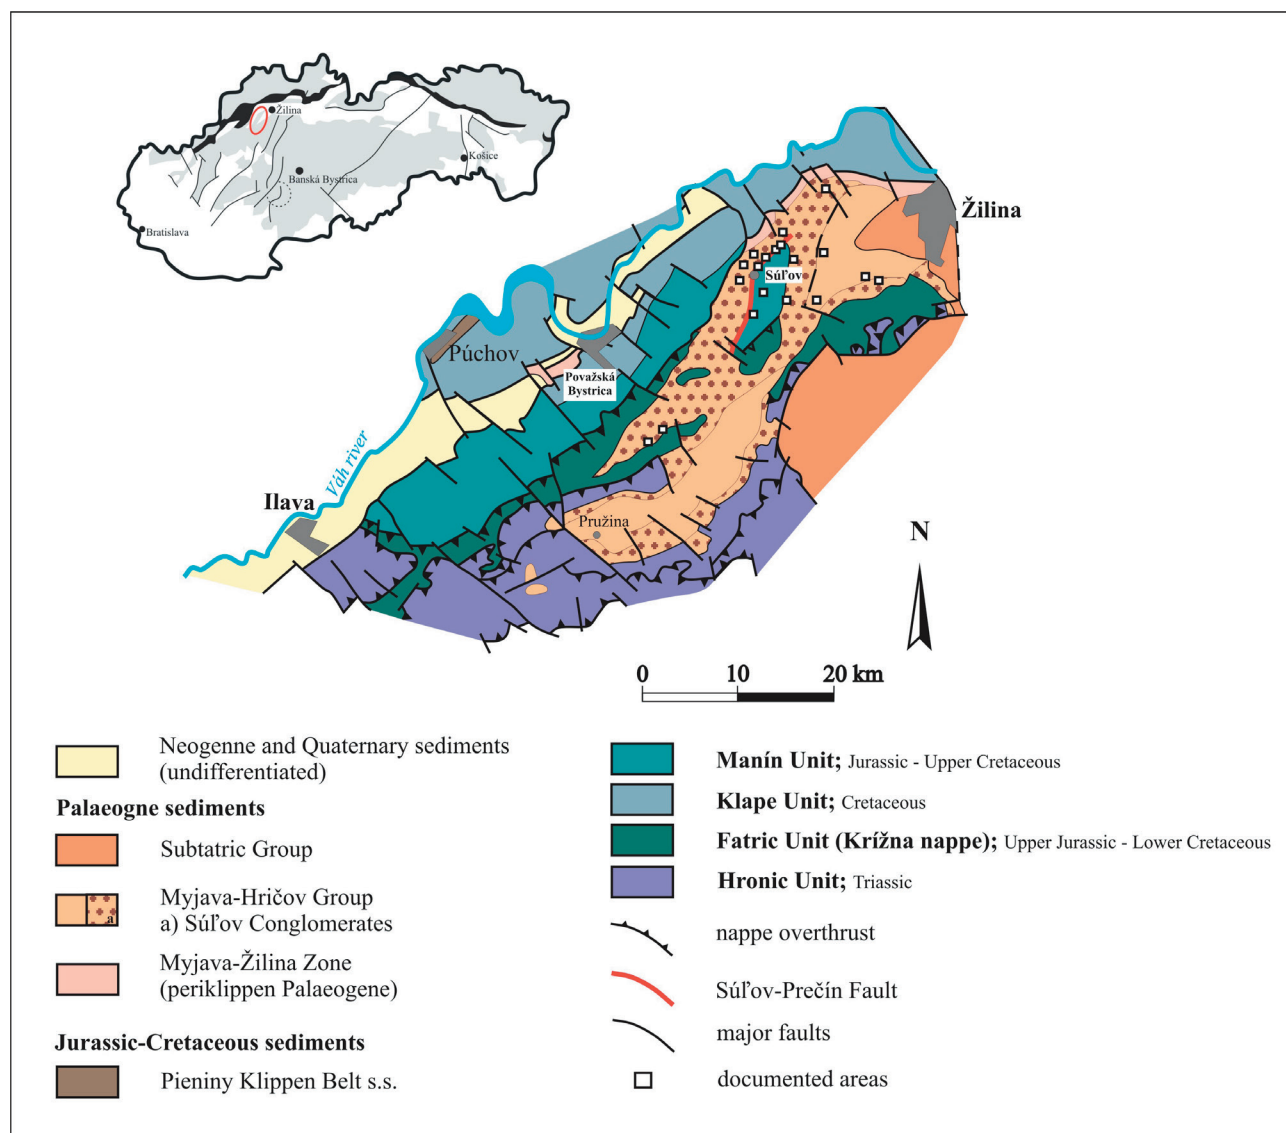 Žilina
Košice
Banská Bystrica
Bratislava
Žilina
Súľov
Púchov
Považská
Bystrica
Váh river
Ilava
Pružina
N
0 10 20 km
Neogenne and Quaternary sediments
(undifferentiated)
Palaeogne sediments
Subtatric Group
a
Myjava-Hričov Group
a) Súľov Conglomerates
Myjava-Žilina Zone
(periklippen Palaeogene)
Jurassic-Cretaceous sediments
Pieniny Klippen Belt s.s.
Manín Unit; Jurassic - Upper Cretaceous
Klape Unit; Cretaceous
Fatric Unit (Krížna nappe); Upper Jurassic - Lower Cretaceous
Hronic Unit; Triassic
nappe overthrust
Súľov-Prečín Fault
major faults
documented areas